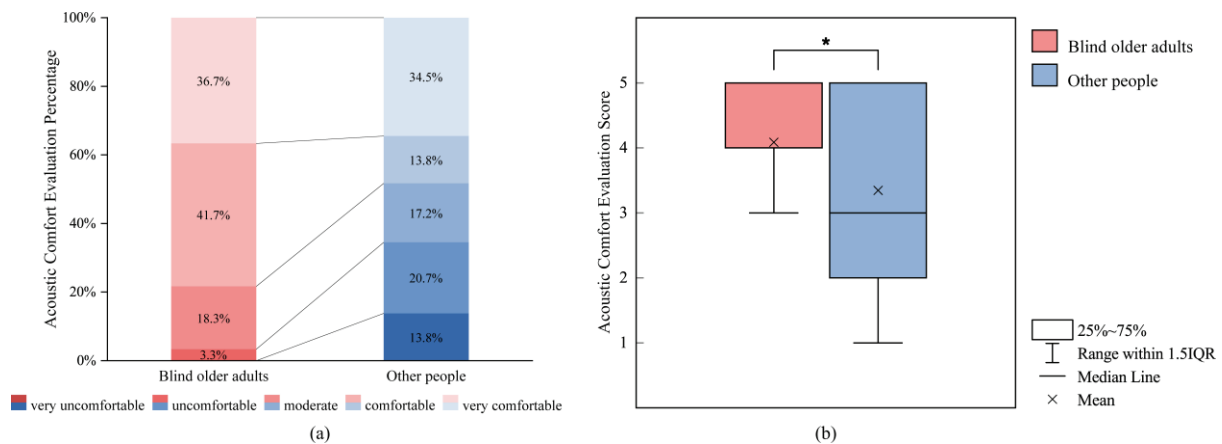 Acoustic Comfort Evaluation Percentage
100%
80%
60%
40%
20%
0%
36.7%
41.7%
18.3%
3.3%
34.5%
13.8%
17.2%
20.7%
13.8%
Blind older adults
Other people
very uncomfortable uncomfortable moderate comfortable very comfortable
(a)
Acoustic Comfort Evaluation Score
5
4
3
2
1
*
Blind older adults
Other people
25%~75%
Range within 1.5IQR
Median Line
Mean
(b)